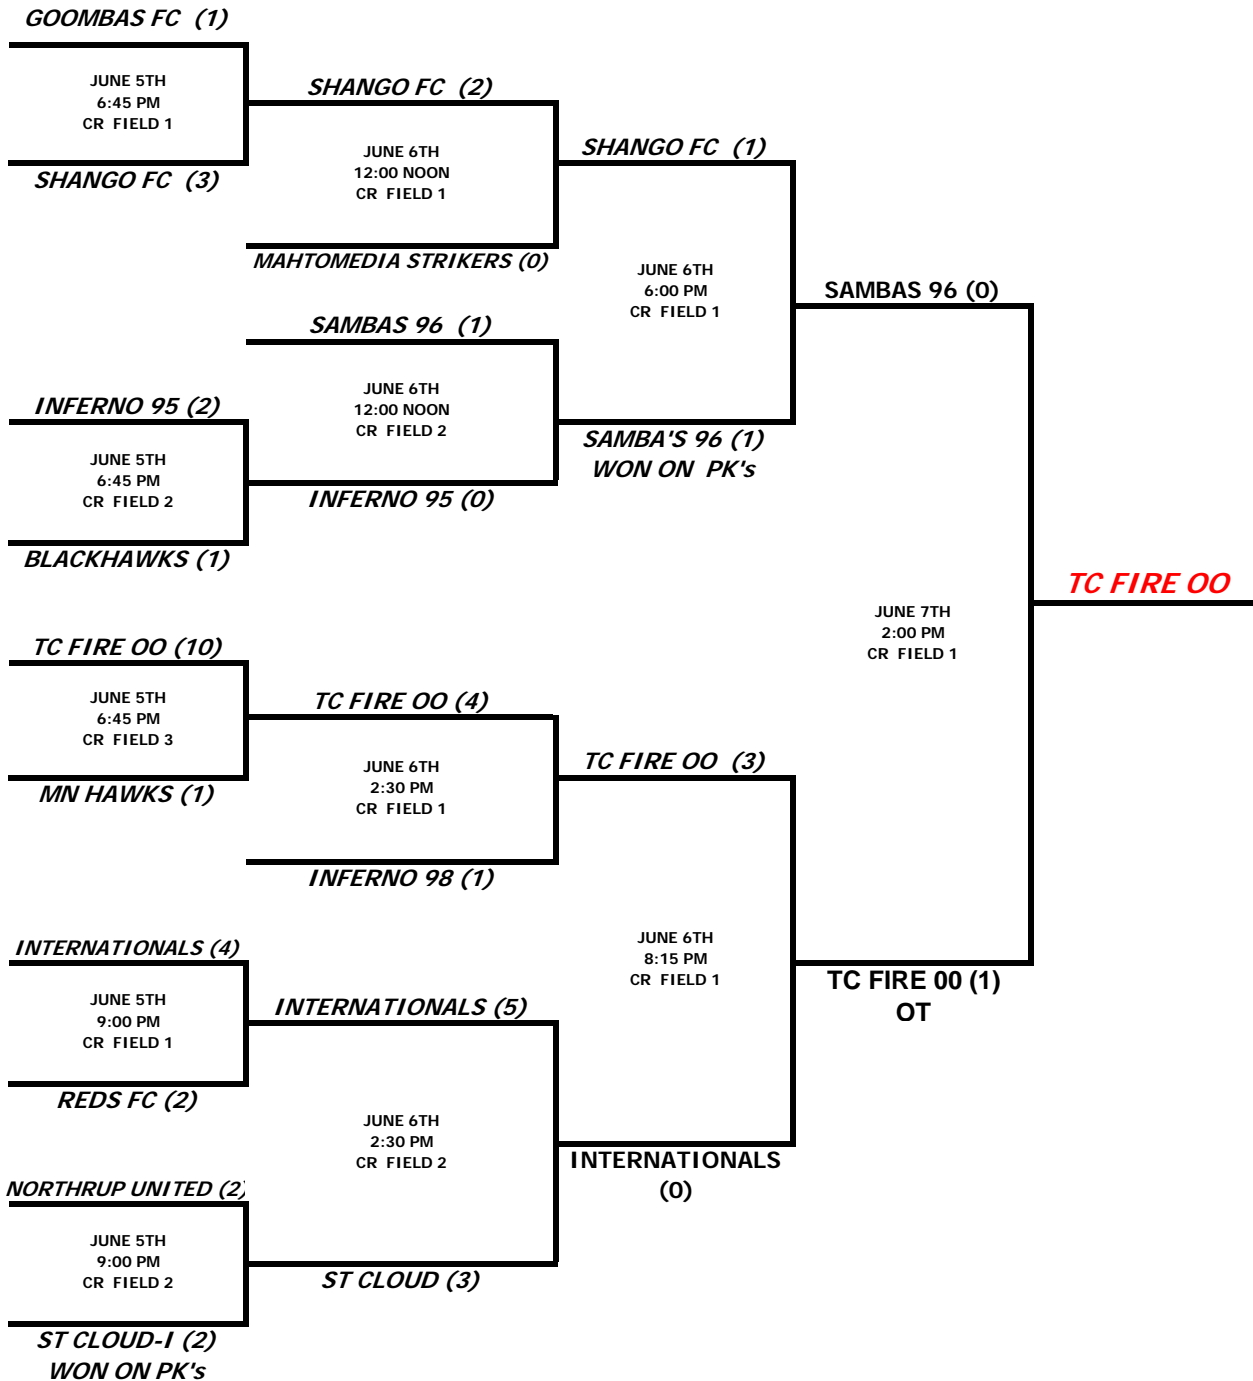 GOOMBAS FC (1)
JUNE 5TH
6:45 PM
CR FIELD 1
SHANGO FC (3)
SHANGO FC (2)
JUNE 6TH
12:00 NOON
CR FIELD 1
MAHTOMEDIA STRIKERS (0)
SHANGO FC (1)
JUNE 6TH
6:00 PM
CR FIELD 1
SAMBAS 96 (1)
JUNE 6TH
12:00 NOON
CR FIELD 2
INFERNO 95 (0)
INFERNO 95 (2)
JUNE 5TH
6:45 PM
CR FIELD 2
BLACKHAWKS (1)
SAMBA'S 96 (1)
WON ON PK's
SAMBAS 96 (0)
JUNE 7TH
2:00 PM
CR FIELD 1
TC FIRE OO
TC FIRE OO (10)
JUNE 5TH
6:45 PM
CR FIELD 3
MN HAWKS (1)
TC FIRE OO (4)
JUNE 6TH
2:30 PM
CR FIELD 1
INFERNO 98 (1)
TC FIRE OO (3)
JUNE 6TH
8:15 PM
CR FIELD 1
TC FIRE 00 (1)
OT
INTERNATIONALS (4)
JUNE 5TH
9:00 PM
CR FIELD 1
REDS FC (2)
INTERNATIONALS (5)
JUNE 6TH
2:30 PM
CR FIELD 2
INTERNATIONALS
(0)
NORTHRUP UNITED (2)
JUNE 5TH
9:00 PM
CR FIELD 2
ST CLOUD (3)
ST CLOUD-I (2)
WON ON PK's